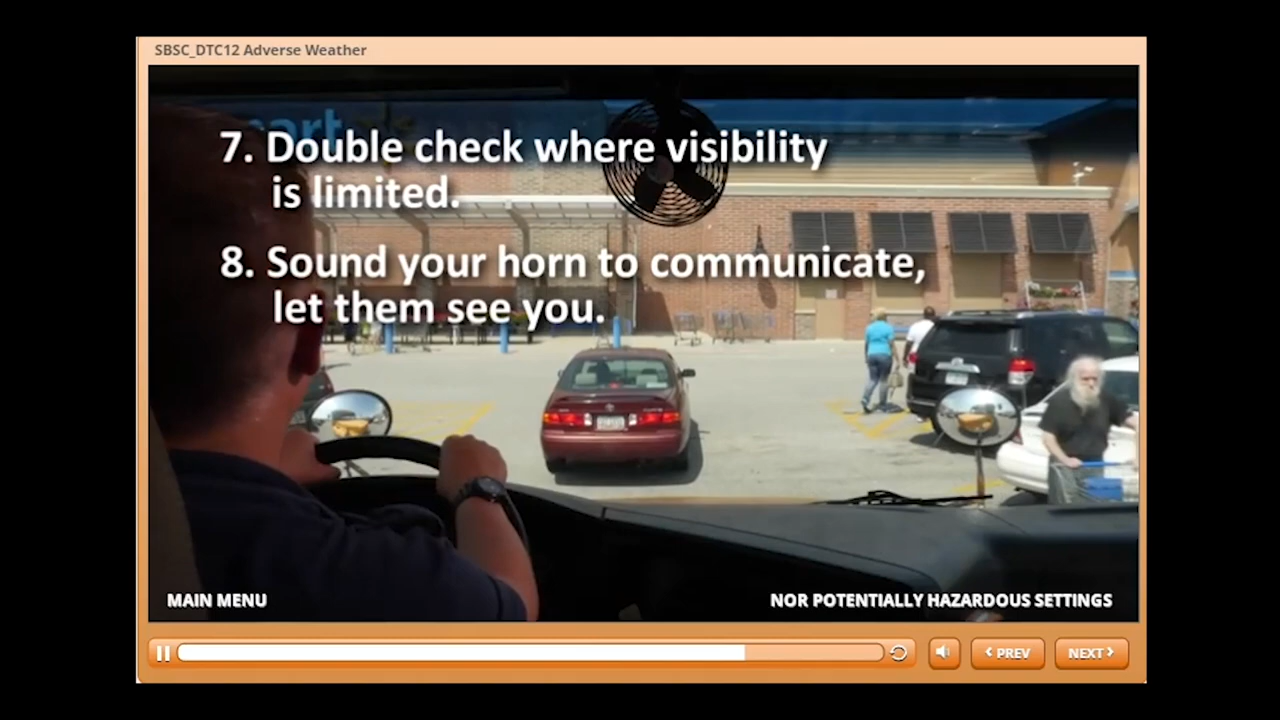 SBSC_DTC12 Adverse Weather
art
7. Double check where visibility
is limited.
8. Sound your horn to communicate,
let them see you.
MAIN MENU
NOR POTENTIALLY HAZARDOUS SETTINGS
PREV
NEXT